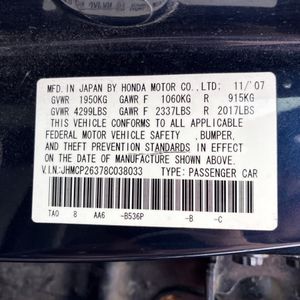 MFD. IN JAPAN BY HONDA MOTOR CO., LTD. 11/'07
GVWR 1950KG GAWR F 1060KG R 915KG
GVWR 4299LBS GAWR F 2337LBS R 2017LBS
THIS VEHICLE CONFORMS TO ALL APPLICABLE
FEDERAL MOTOR VEHICLE SAFETY ,BUMPER,
AND THEFT PREVENTION STANDARDS IN EFFECT
ON THE DATE OF MANUFACTURE SHOWN ABOVE.
V.I.N:JHMCP26378C038033 TYPE: PASSENGER CAR
TA0 8 AA6 -B536P -B -C